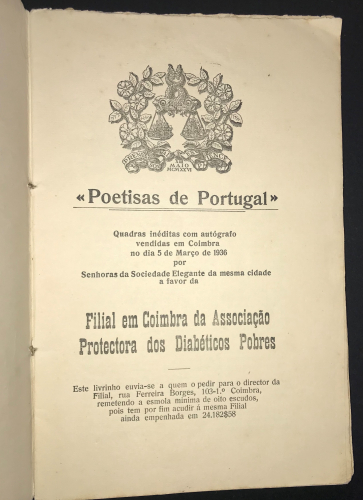 MAIO
MCMXXVI
«Poetisas de Portugal»
Quadras inéditas com autógrafo
vendidas em Coimbra
no dia 5 de Março de 1936
por
Senhoras da Sociedade Elegante da mesma cidade
a favor da
Filial em Coimbra da Associação
Protectora dos Diabéticos Pobres
Este livrinho euvia-se a quem o pedir para o director da
Filial, rua Ferreira Borges, 103-1.º Coimbra,
remetendo a esmola mínima de oito escudos,
pois tem por fim acudir á mesma Filial
ainda empenhada em 24.182$58